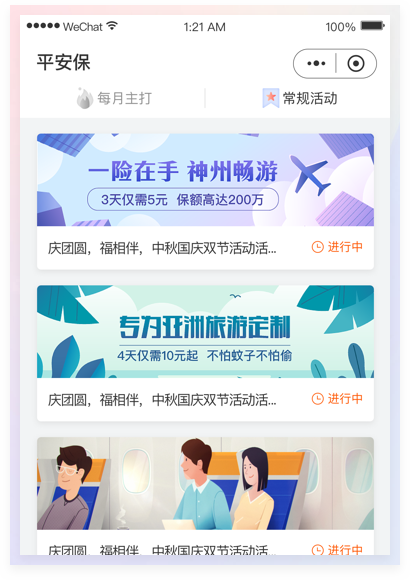 WeChat 1:21 AM 100%
平安保
每月主打 常规活动
一险在手 神州畅游
3天仅需5元 保额高达200万
庆团圆，福相伴，中秋国庆双节活动活... 进行中
专为亚洲旅游定制
4天仅需10元起 不怕蚊子不怕偷
庆团圆，福相伴，中秋国庆双节活动活... 进行中
庆团圆，福相伴，中秋国庆双节活动活... 进行中